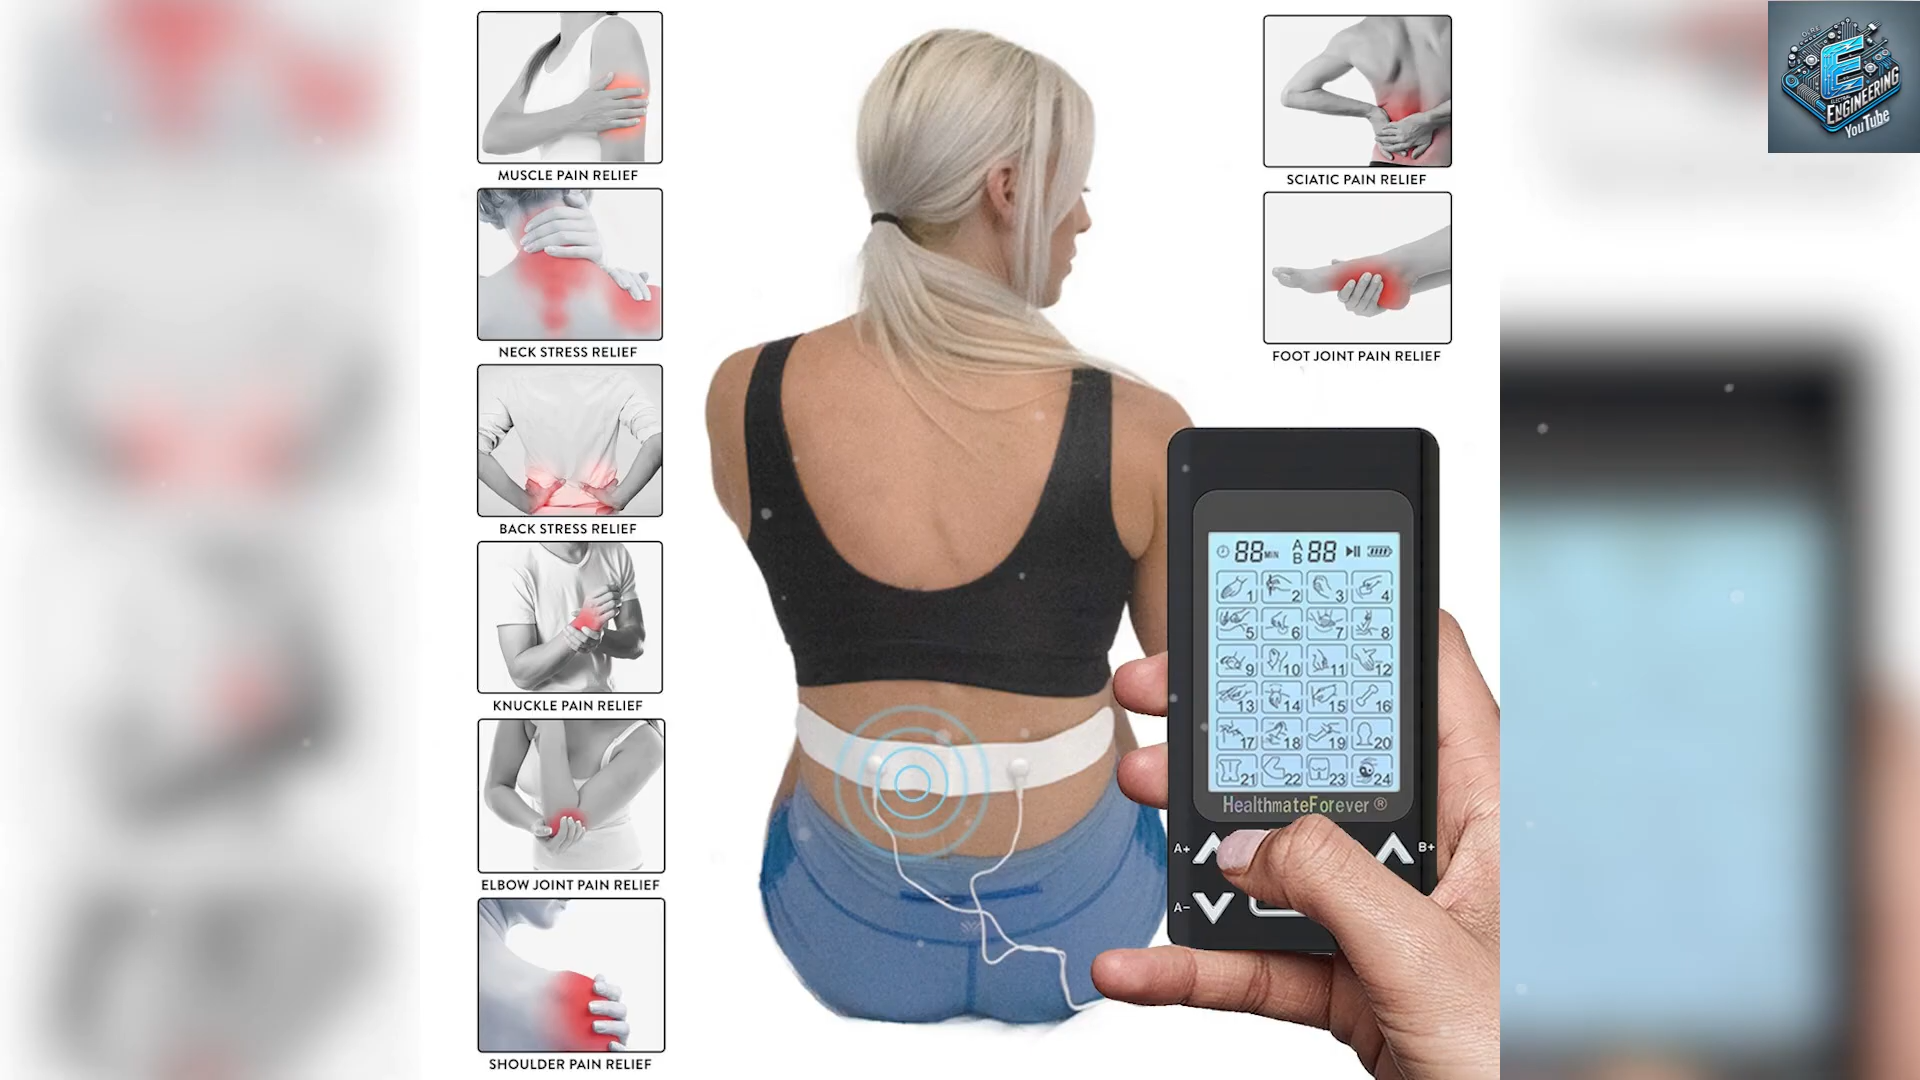 MUSCLE PAIN RELIEF
NECK STRESS RELIEF
BACK STRESS RELIEF
KNUCKLE PAIN RELIEF
ELBOW JOINT PAIN RELIEF
SHOULDER PAIN RELIEF
SCIATIC PAIN RELIEF
FOOT JOINT PAIN RELIEF
E
ENGINEERING
YouTube
88 MIN A B 88
1 2 3 4
5 6 7 8
9 10 11 12
13 14 15 16
17 18 19 20
21 22 23 24
HealthmateForever ®
A+ B+
A-